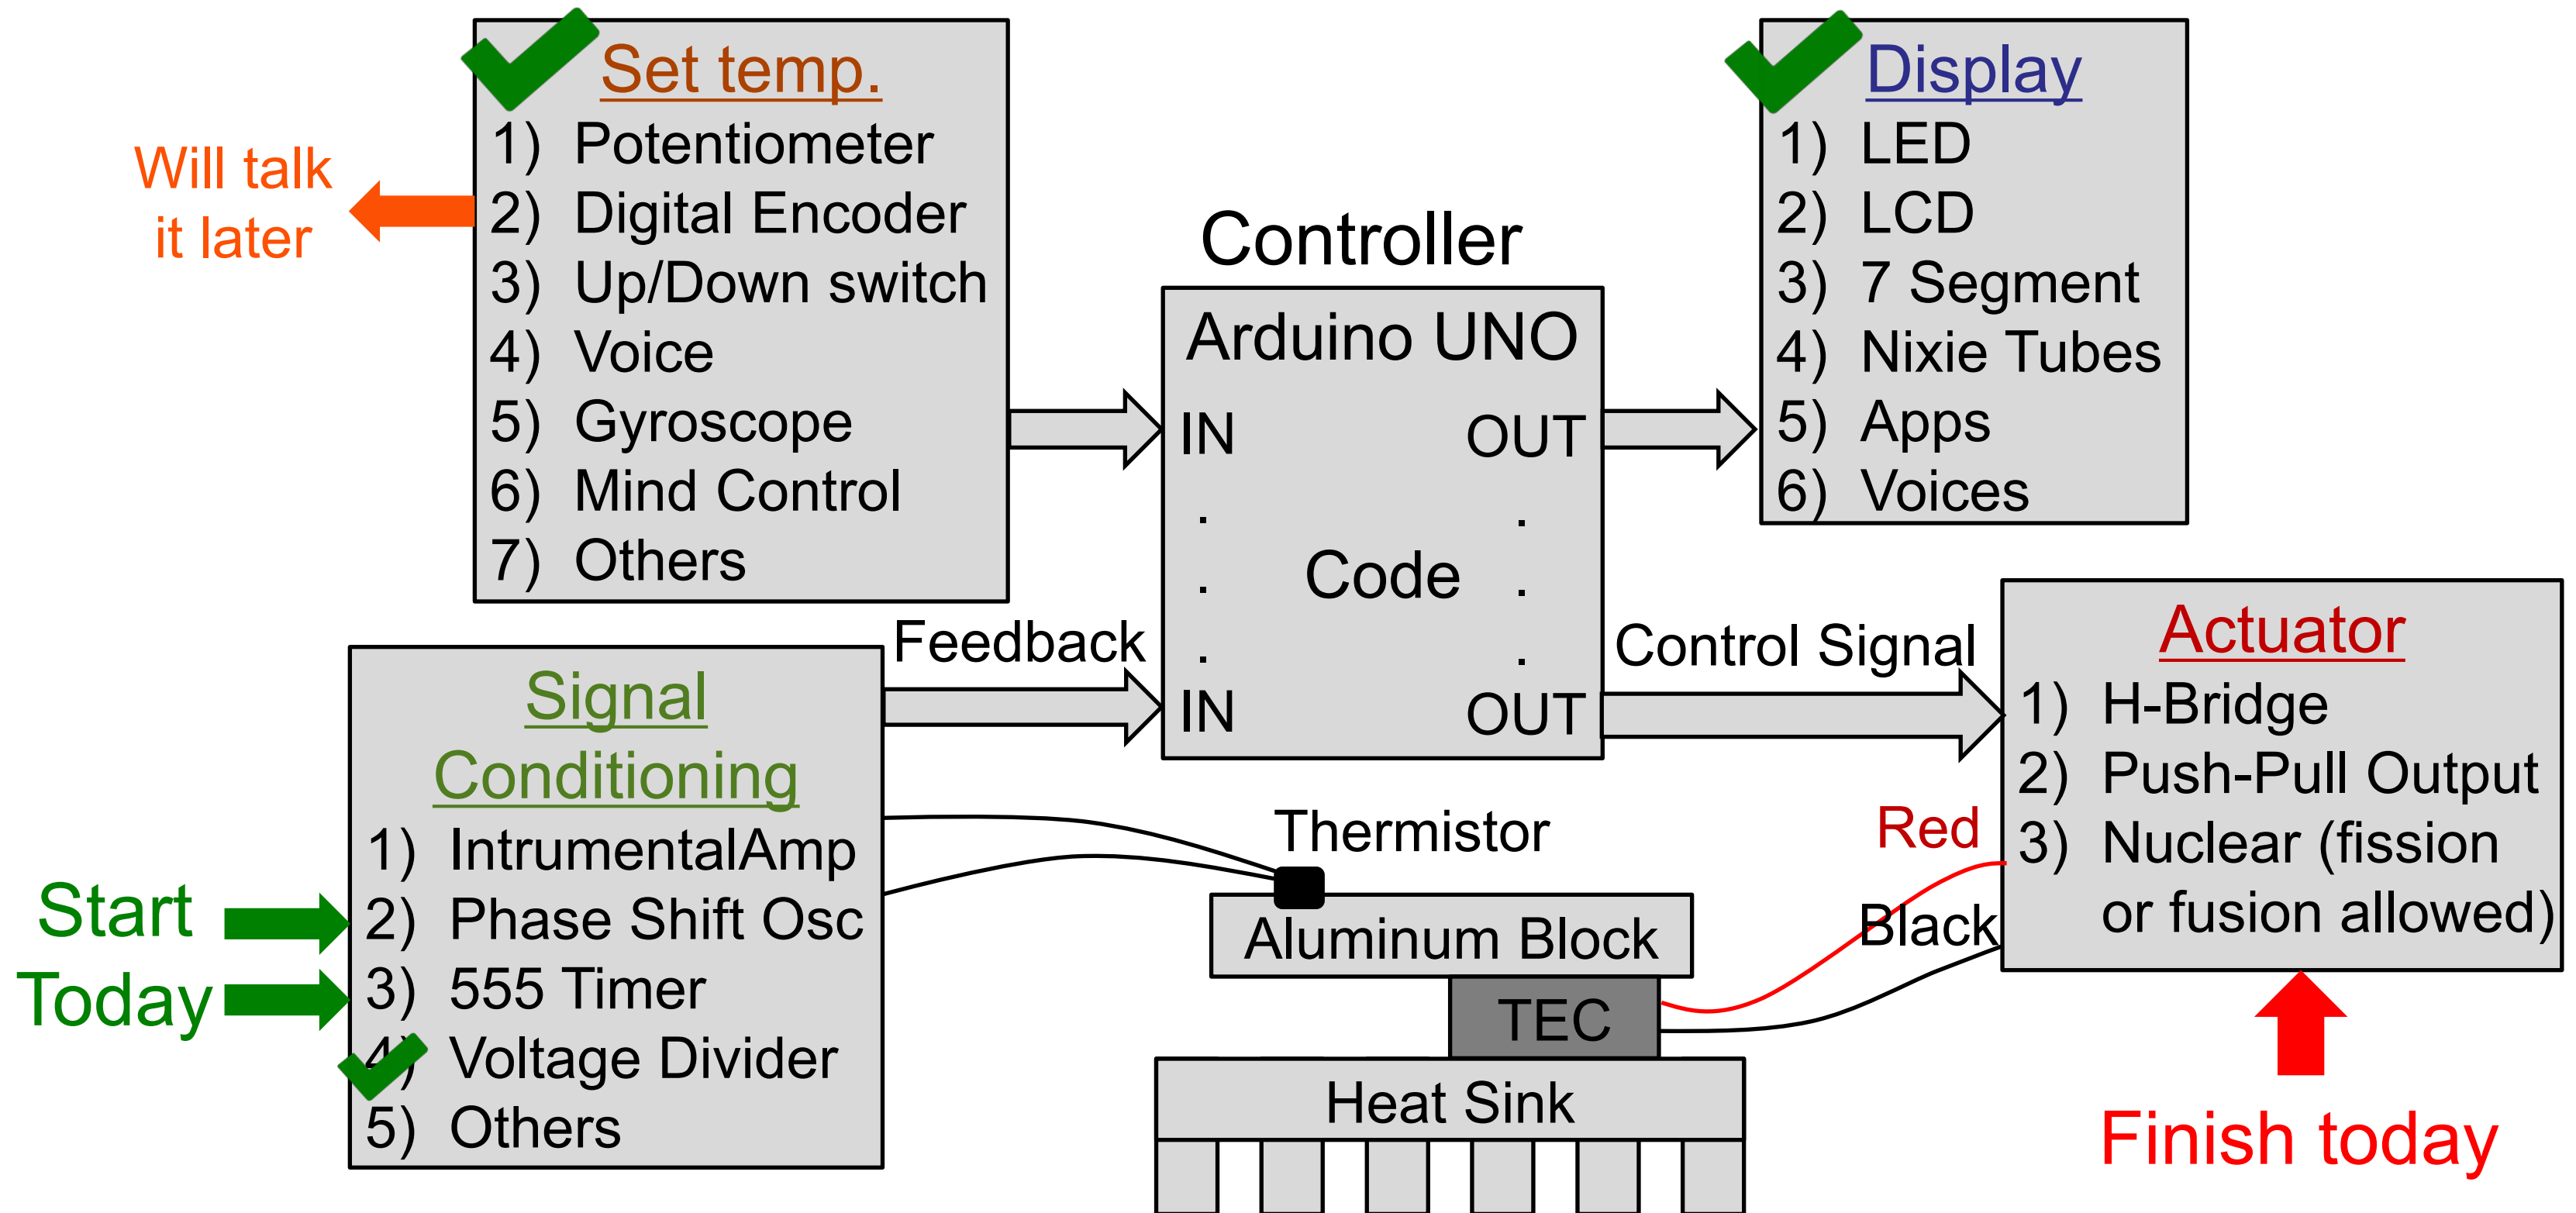 Set temp.
1) Potentiometer
2) Digital Encoder
3) Up/Down switch
4) Voice
5) Gyroscope
6) Mind Control
7) Others
Will talk
it later
Controller
Arduino UNO
IN OUT
. .
. Code .
. .
IN OUT
Display
1) LED
2) LCD
3) 7 Segment
4) Nixie Tubes
5) Apps
6) Voices
Feedback
Control Signal
Signal
Conditioning
1) IntrumentalAmp
2) Phase Shift Osc
3) 555 Timer
4) Voltage Divider
5) Others
Start
Today
Thermistor
Aluminum Block
TEC
Heat Sink
Red
Black
Actuator
1) H-Bridge
2) Push-Pull Output
3) Nuclear (fission
or fusion allowed)
Finish today